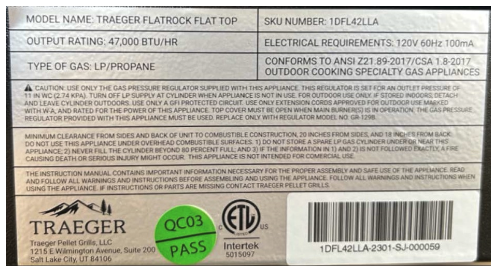 MODEL NAME: TRAEGER FLATROCK FLAT TOP
SKU NUMBER: 1DFL42LLA
OUTPUT RATING: 47,000 BTU/HR
ELECTRICAL REQUIREMENTS: 120V 60Hz 100mA
TYPE OF GAS: LP/PROPANE
CONFORMS TO ANSI Z21.89-2017/CSA 1.8-2017
OUTDOOR COOKING SPECIALTY GAS APPLIANCES
CAUTION: USE ONLY THE GAS PRESSURE REGULATOR SUPPLIED WITH THIS APPLIANCE. THIS REGULATOR IS SET FOR AN OUTLET PRESSURE OF
11 IN WC (2.74 KPA). TURN OFF LP SUPPLY AT CYLINDER WHEN APPLIANCE IS NOT IN USE. FOR OUTDOOR USE ONLY. IF STORED INDOORS, DETACH
AND LEAVE CYLINDER OUTDOORS. USE ONLY A GFI PROTECTED CIRCUIT. USE ONLY EXTENSION CORDS APPROVED FOR OUTDOOR USE MARKED
WITH W-A, AND RATED FOR THE POWER OF THIS APPLIANCE. TOP COVER MUST BE OPEN WHEN MAIN BURNER(S) IS IN OPERATION. THE GAS PRESSURE
REGULATOR PROVIDED WITH THIS APPLIANCE MUST BE USED. REPLACE ONLY WITH REGULATOR MODEL NO. GR-129B.
MINIMUM CLEARANCE FROM SIDES AND BACK OF UNIT TO COMBUSTIBLE CONSTRUCTION, 20 INCHES FROM SIDES, AND 18 INCHES FROM BACK.
DO NOT USE THIS APPLIANCE UNDER OVERHEAD COMBUSTIBLE SURFACES. 1) DO NOT STORE A SPARE LP GAS CYLINDER UNDER OR NEAR THIS
APPLIANCE; 2) NEVER FILL THE CYLINDER BEYOND 80 PERCENT FULL; AND 3) IF THE INFORMATION IN 1) AND 2) IS NOT FOLLOWED EXACTLY, A FIRE
CAUSING DEATH OR SERIOUS INJURY MIGHT OCCUR. THIS APPLIANCE IS NOT INTENDED FOR COMMERCIAL USE.
THE INSTRUCTION MANUAL CONTAINS IMPORTANT INFORMATION NECESSARY FOR THE PROPER ASSEMBLY AND SAFE USE OF THE APPLIANCE. READ
AND FOLLOW ALL WARNINGS AND INSTRUCTIONS BEFORE ASSEMBLING AND USING THE APPLIANCE. FOLLOW ALL WARNINGS AND INSTRUCTIONS WHEN
USING THE APPLIANCE. IF INSTRUCTIONS OR PARTS ARE MISSING CONTACT TRAEGER PELLET GRILLS.
TRAEGER
Traeger Pellet Grills, LLC
1215 E Wilmington Avenue, Suite 200
Salt Lake City, UT 84106
QC03
PASS
C ETL US
Intertek
5015097
1DFL42LLA-2301-SJ-000059